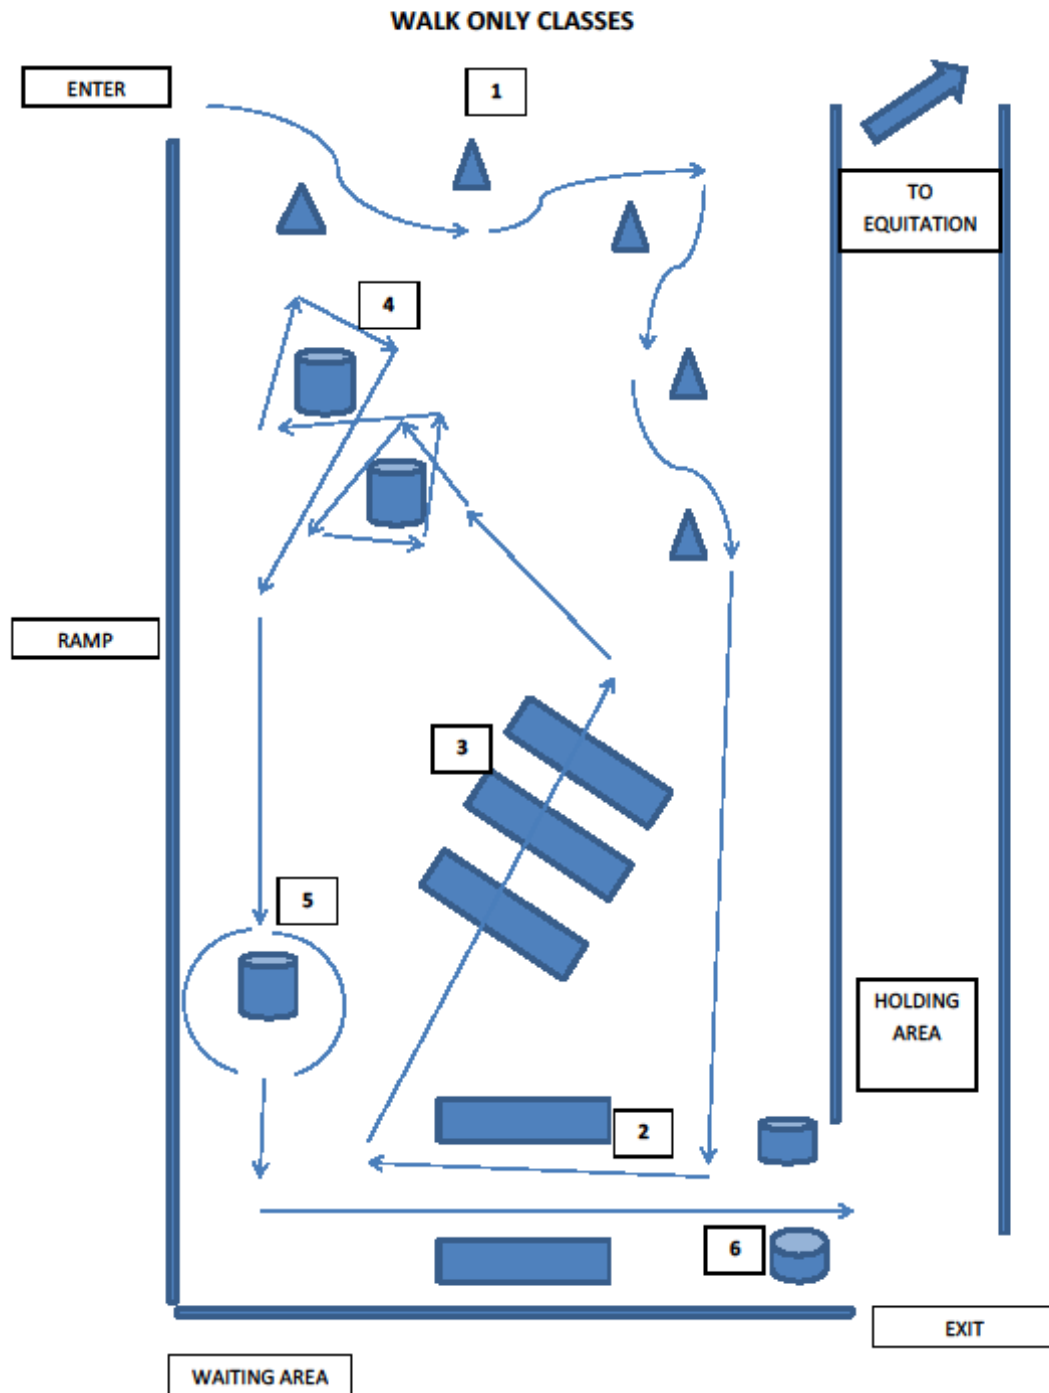 WALK ONLY CLASSES
ENTER
1
TO
EQUITATION
4
RAMP
3
5
HOLDING
AREA
2
6
EXIT
WAITING AREA